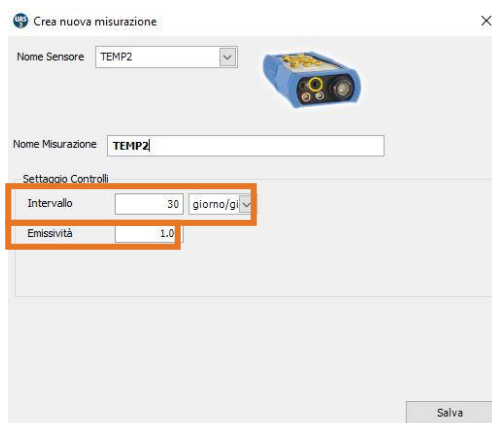 URS
Crea nuova misurazione
Nome Sensore TEMP2
Nome Misurazione TEMP2
Settaggio Controlli
Intervallo 30 giorno/gi
Emissività 1.0
Salva